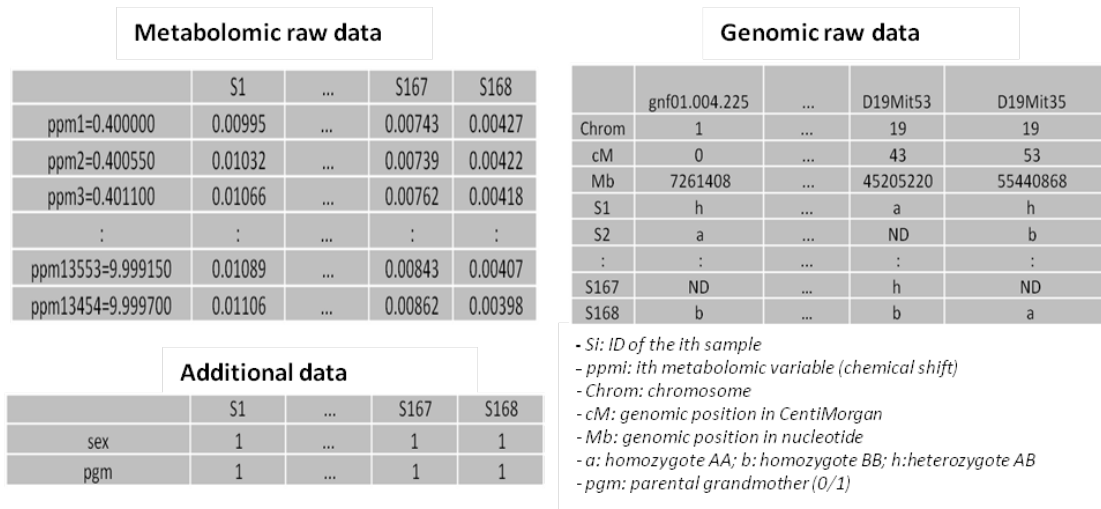 Metabolomic raw data
S1 ... S167 S168
ppm1=0.400000 0.00995 ... 0.00743 0.00427
ppm2=0.400550 0.01032 ... 0.00739 0.00422
ppm3=0.401100 0.01066 ... 0.00762 0.00418
: : ... : :
ppm13553=9.999150 0.01089 ... 0.00843 0.00407
ppm13454=9.999700 0.01106 ... 0.00862 0.00398
Additional data
S1 ... S167 S168
sex 1 ... 1 1
pgm 1 ... 1 1
Genomic raw data
gnf01.004.225 ... D19Mit53 D19Mit35
Chrom 1 ... 19 19
cM 0 ... 43 53
Mb 7261408 ... 45205220 55440868
S1 h ... a h
S2 a ... ND b
: : ... : :
S167 ND ... h ND
S168 b ... b a
- Si: ID of the ith sample
- ppmi: ith metabolomic variable (chemical shift)
- Chrom: chromosome
- cM: genomic position in CentiMorgan
- Mb: genomic position in nucleotide
- a: homozygote AA; b: homozygote BB; h:heterozygote AB
- pgm: parental grandmother (0/1)